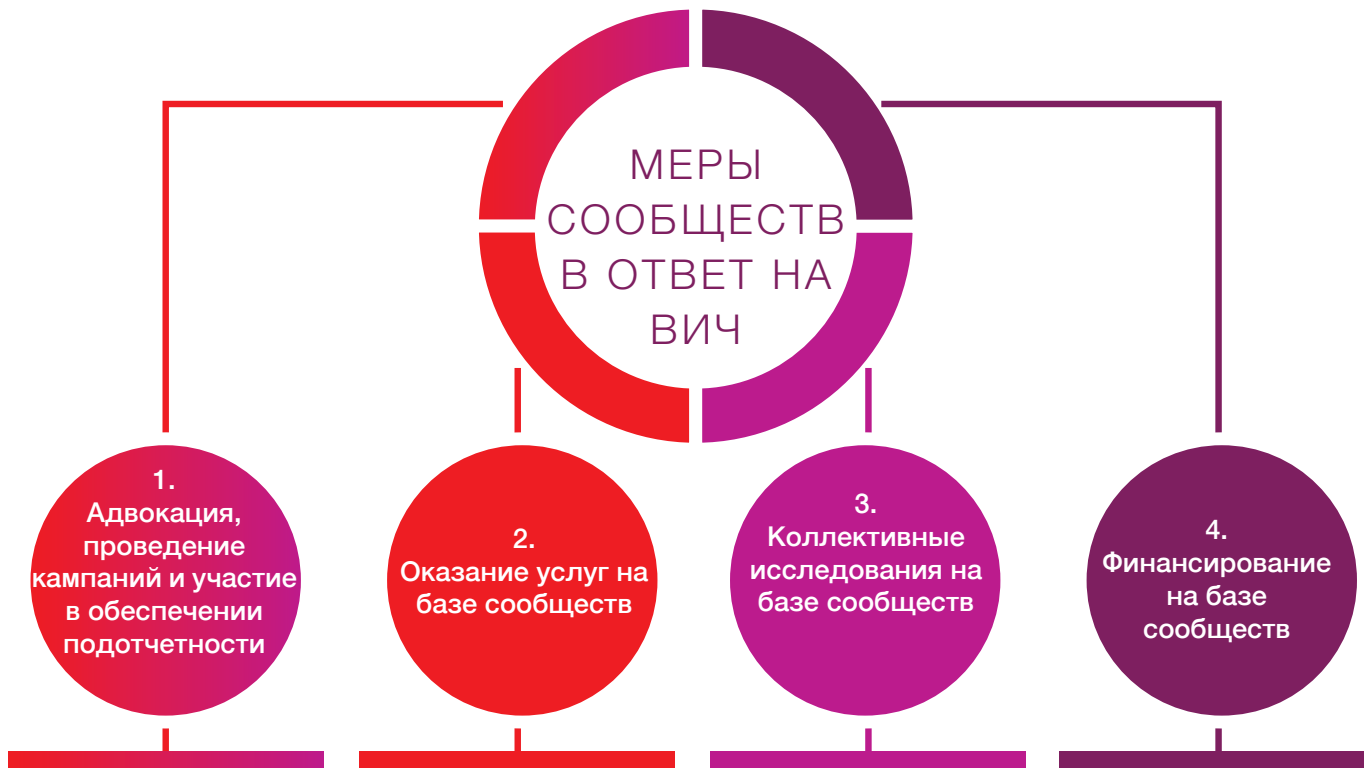 МЕРЫ
СООБЩЕСТВ
В ОТВЕТ НА
ВИЧ
1.
Адвокация,
проведение
кампаний и участие
в обеспечении
подотчетности
2.
Оказание услуг на
базе сообществ
3.
Коллективные
исследования на
базе сообществ
4.
Финансирование
на базе
сообществ